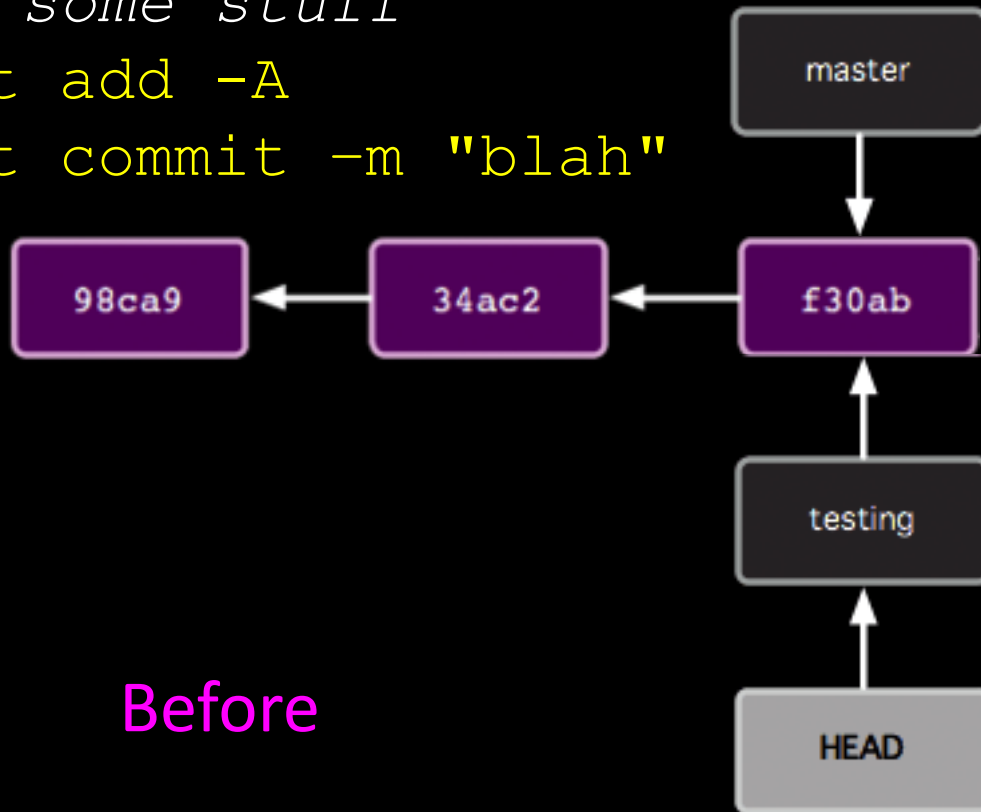 some stuff
t add -A
t commit –m "blah"
master
98ca9 34ac2 f30ab
testing
Before
HEAD